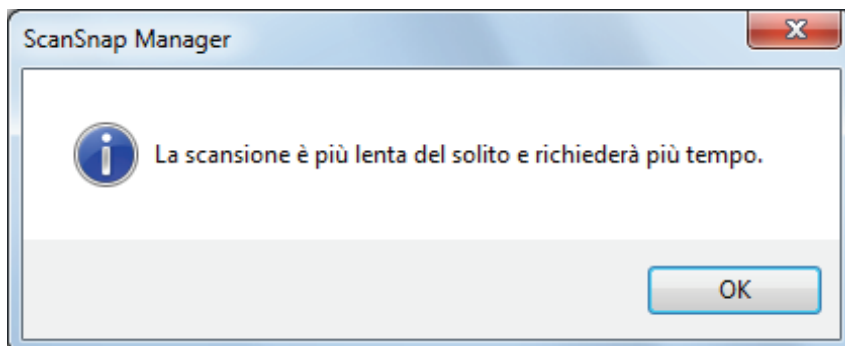 ScanSnap Manager
La scansione è più lenta del solito e richiederà più tempo.
OK